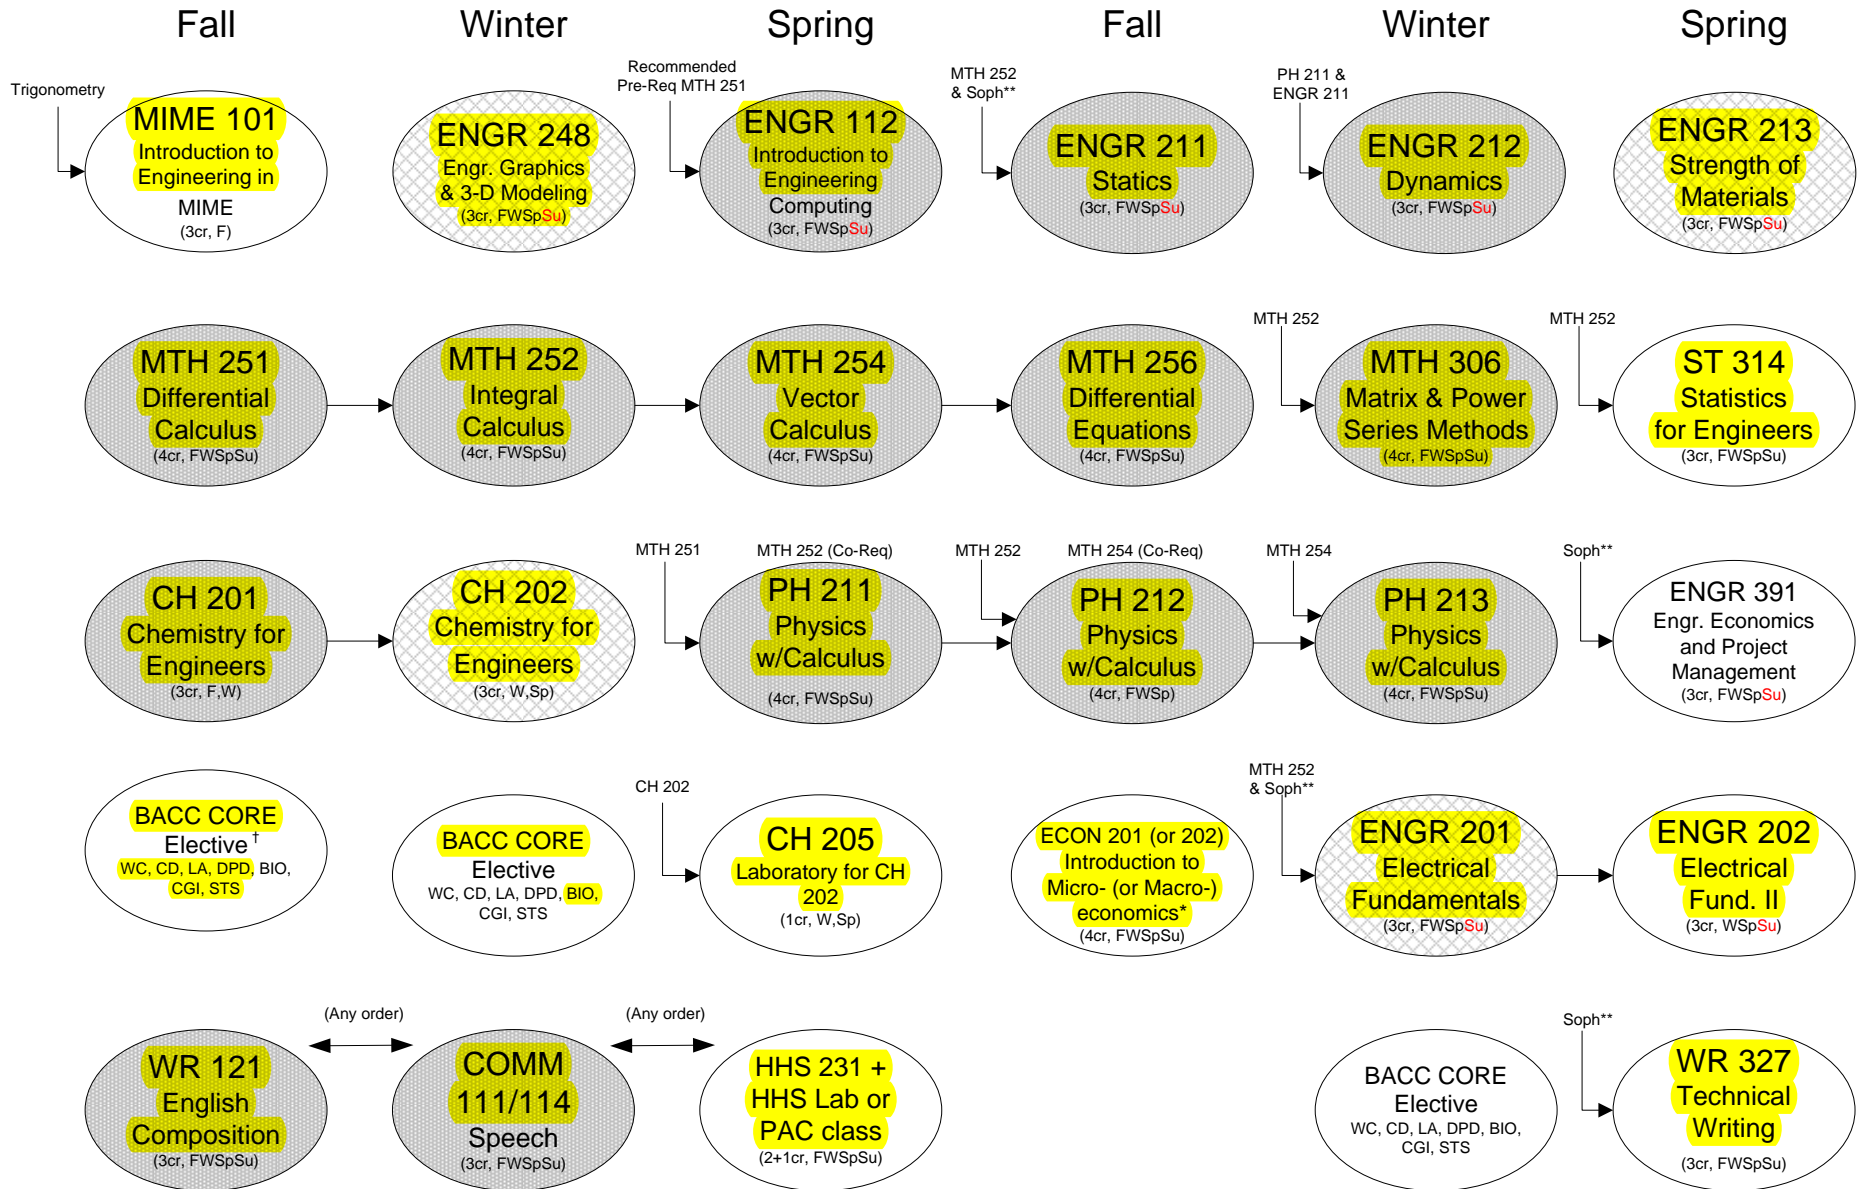 Fall
Winter
Spring
Fall
Winter
Spring
Trigonometry
MIME 101
Introduction to
Engineering in
MIME
(3cr, F)
ENGR 248
Engr. Graphics
& 3-D Modeling
(3cr, FWSpSu)
Recommended
Pre-Req MTH 251
ENGR 112
Introduction to
Engineering
Computing
(3cr, FWSpSu)
MTH 252
& Soph**
ENGR 211
Statics
(3cr, FWSpSu)
PH 211 &
ENGR 211
ENGR 212
Dynamics
(3cr, FWSpSu)
ENGR 213
Strength of
Materials
(3cr, FWSpSu)
MTH 251
Differential
Calculus
(4cr, FWSpSu)
MTH 252
Integral
Calculus
(4cr, FWSpSu)
MTH 254
Vector
Calculus
(4cr, FWSpSu)
MTH 256
Differential
Equations
(4cr, FWSpSu)
MTH 252
MTH 306
Matrix & Power
Series Methods
(4cr, FWSpSu)
MTH 252
ST 314
Statistics
for Engineers
(3cr, FWSpSu)
CH 201
Chemistry for
Engineers
(3cr, F,W)
CH 202
Chemistry for
Engineers
(3cr, W,Sp)
MTH 251
MTH 252 (Co-Req)
PH 211
Physics
w/Calculus
(4cr, FWSpSu)
MTH 252
MTH 254 (Co-Req)
PH 212
Physics
w/Calculus
(4cr, FWSp)
MTH 254
PH 213
Physics
w/Calculus
(4cr, FWSpSu)
Soph**
ENGR 391
Engr. Economics
and Project
Management
(3cr, FWSpSu)
BACC CORE
Elective†
WC, CD, LA, DPD, BIO,
CGI, STS
BACC CORE
Elective
WC, CD, LA, DPD, BIO,
CGI, STS
CH 202
CH 205
Laboratory for CH
202
(1cr, W,Sp)
ECON 201 (or 202)
Introduction to
Micro- (or Macro-)
economics*
(4cr, FWSpSu)
MTH 252
& Soph**
ENGR 201
Electrical
Fundamentals
(3cr, FWSpSu)
ENGR 202
Electrical
Fund. II
(3cr, WSpSu)
WR 121
English
Composition
(3cr, FWSpSu)
(Any order)
COMM
111/114
Speech
(3cr, FWSpSu)
(Any order)
HHS 231 +
HHS Lab or
PAC class
(2+1cr, FWSpSu)
BACC CORE
Elective
WC, CD, LA, DPD, BIO,
CGI, STS
Soph**
WR 327
Technical
Writing
(3cr, FWSpSu)